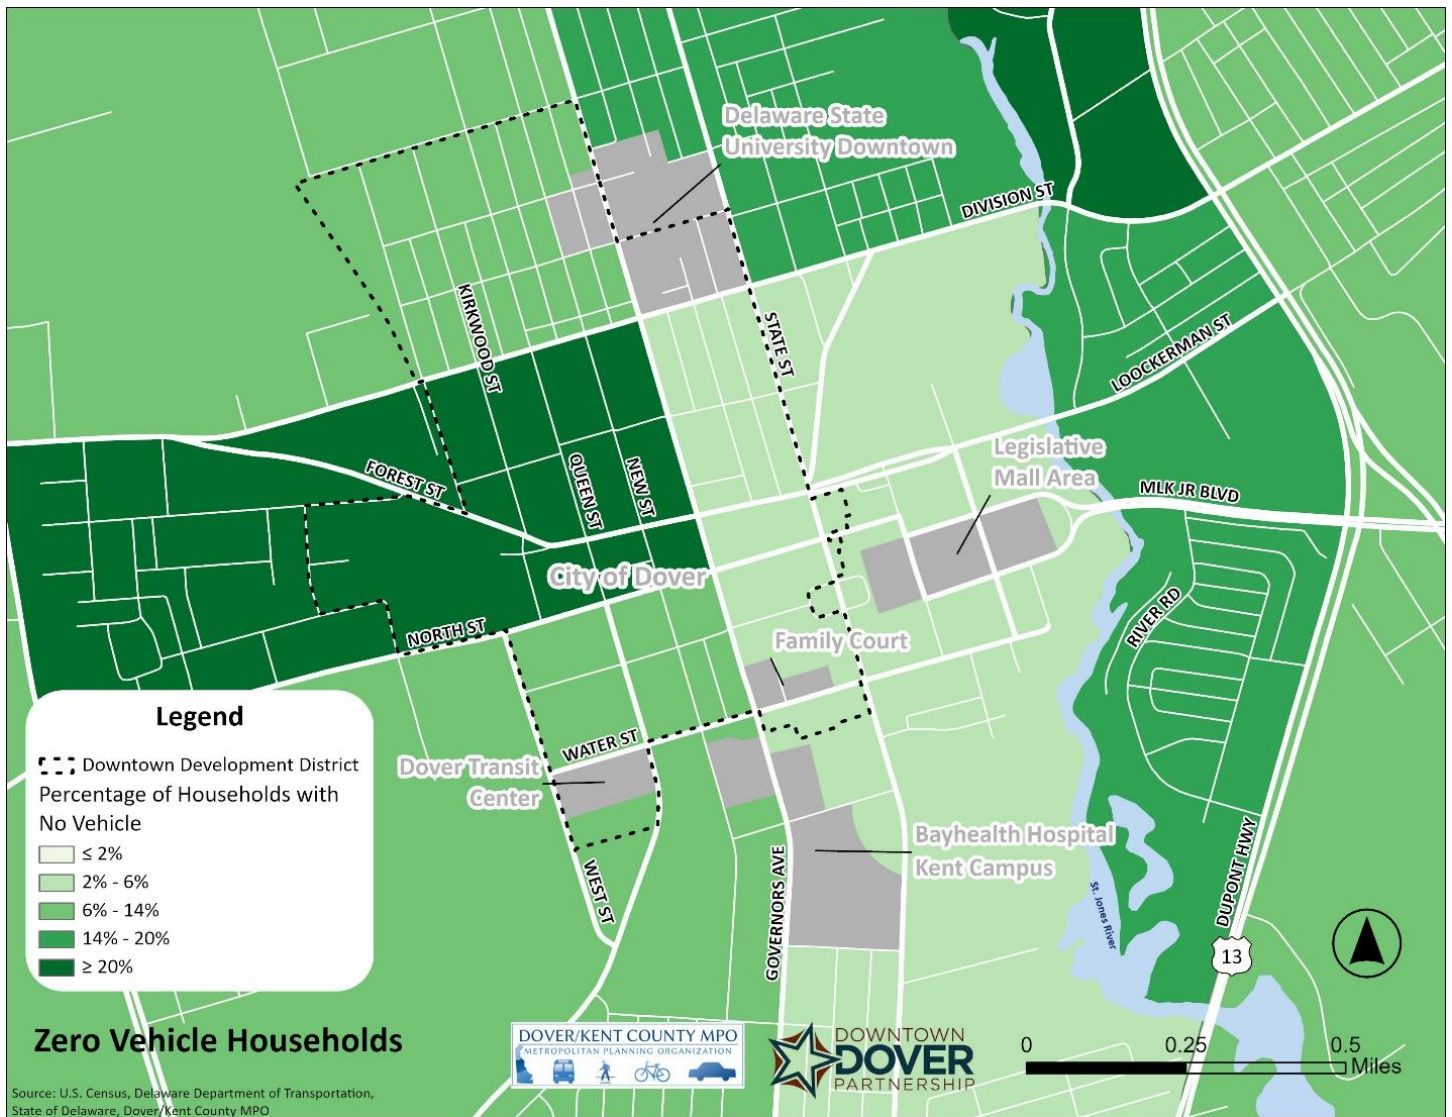 Delaware State
University Downtown
DIVISION ST
KIRKWOOD ST
STATE ST
LOOCKERMAN ST
Legislative
Mall Area
MLK JR BLVD
FOREST ST
QUEEN ST
NEW ST
City of Dover
RIVER RD
NORTH ST
Family Court
WATER ST
Dover Transit
Center
Bayhealth Hospital
Kent Campus
WEST ST
GOVERNORS AVE
St. Jones River
DUPONT HWY
13
Legend
Downtown Development District
Percentage of Households with
No Vehicle
≤ 2%
2% - 6%
6% - 14%
14% - 20%
≥ 20%
Zero Vehicle Households
Source: U.S. Census, Delaware Department of Transportation,
State of Delaware, Dover/Kent County MPO
DOVER/KENT COUNTY MPO
METROPOLITAN PLANNING ORGANIZATION
DOWNTOWN
DOVER
PARTNERSHIP
0 0.25 0.5
Miles